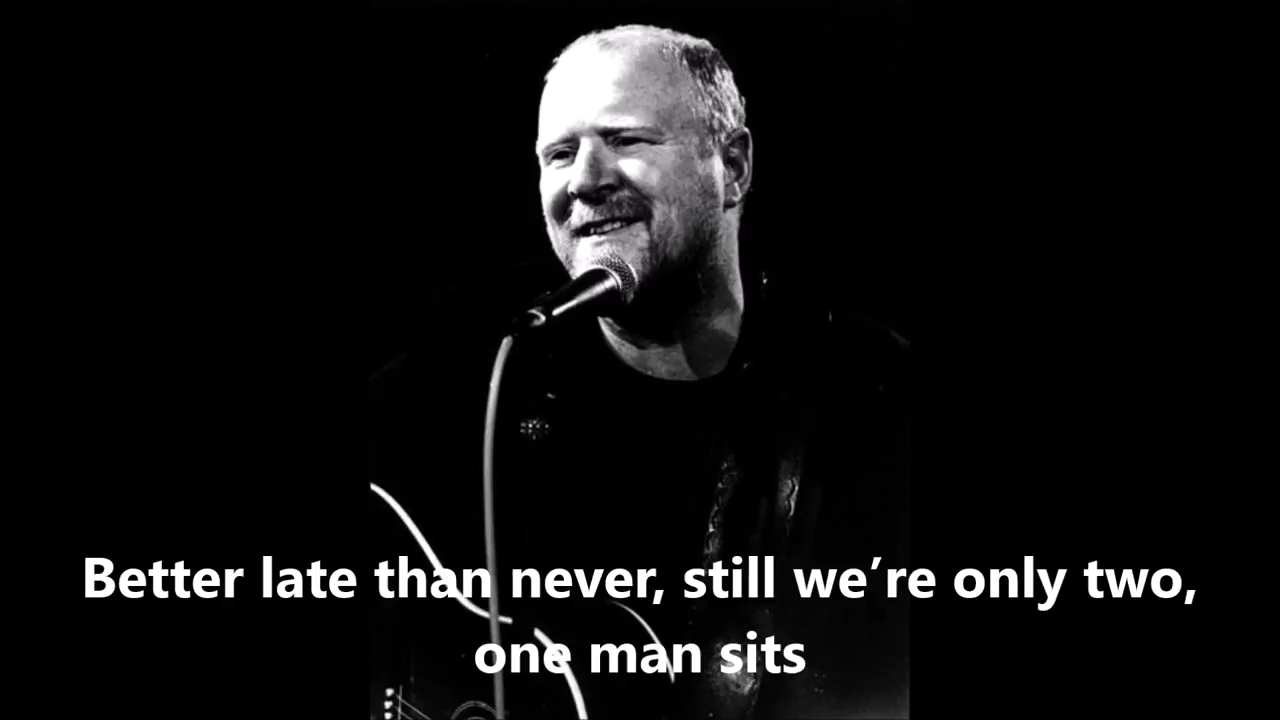 Better late than never, still we’re only two,
one man sits